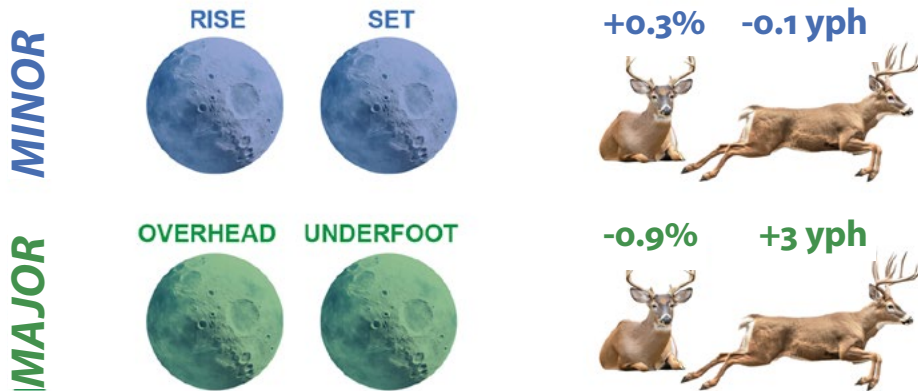 MINOR
RISE SET
+0.3% -0.1 yph
MAJOR
OVERHEAD UNDERFOOT
-0.9% +3 yph